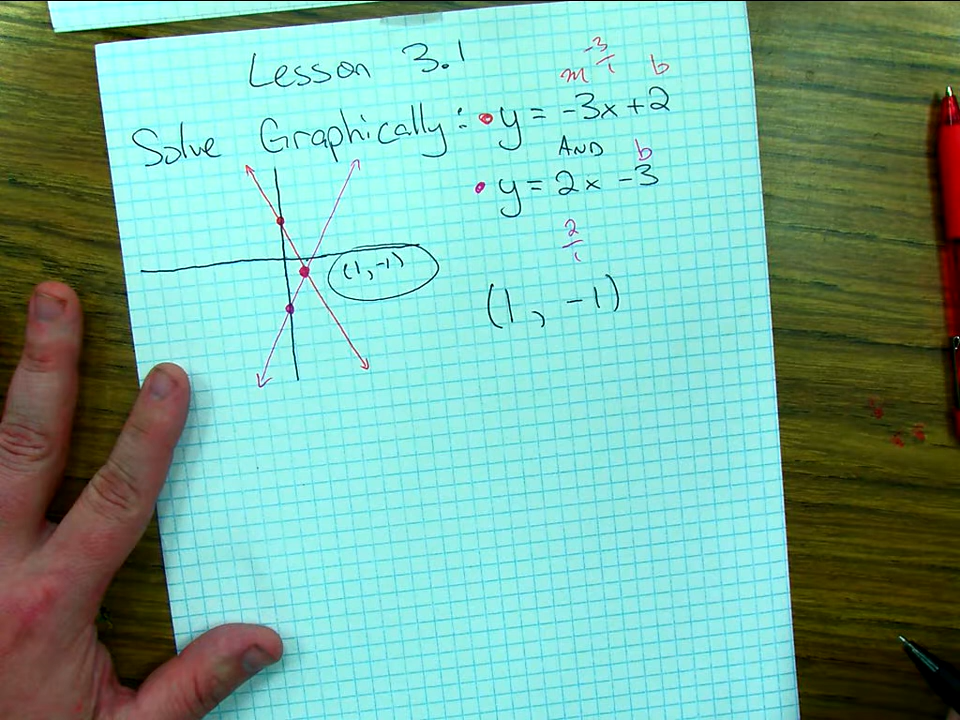 Lesson 3.1
m -3/1 b
Solve Graphically: y = -3x + 2
AND b
y = 2x - 3
2/1
(1, -1)
(1, -1)